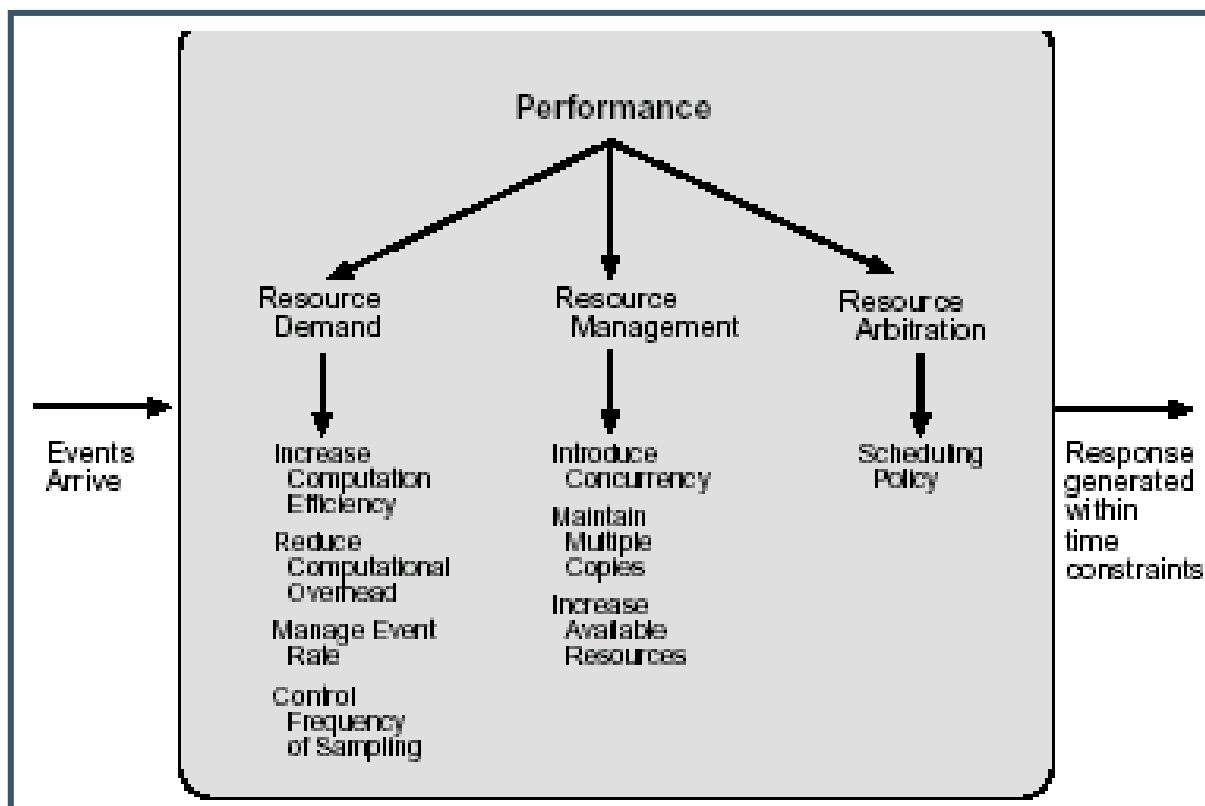 Performance
Resource
Demand
Resource
Management
Resource
Arbitration
Events
Arrive
Increase
Computation
Efficiency
Reduce
Computational
Overhead
Manage Event
Rate
Control
Frequency
of Sampling
Introduce
Concurrency
Maintain
Multiple
Copies
Increase
Available
Resources
Scheduling
Policy
Response
generated
within
time
constraints